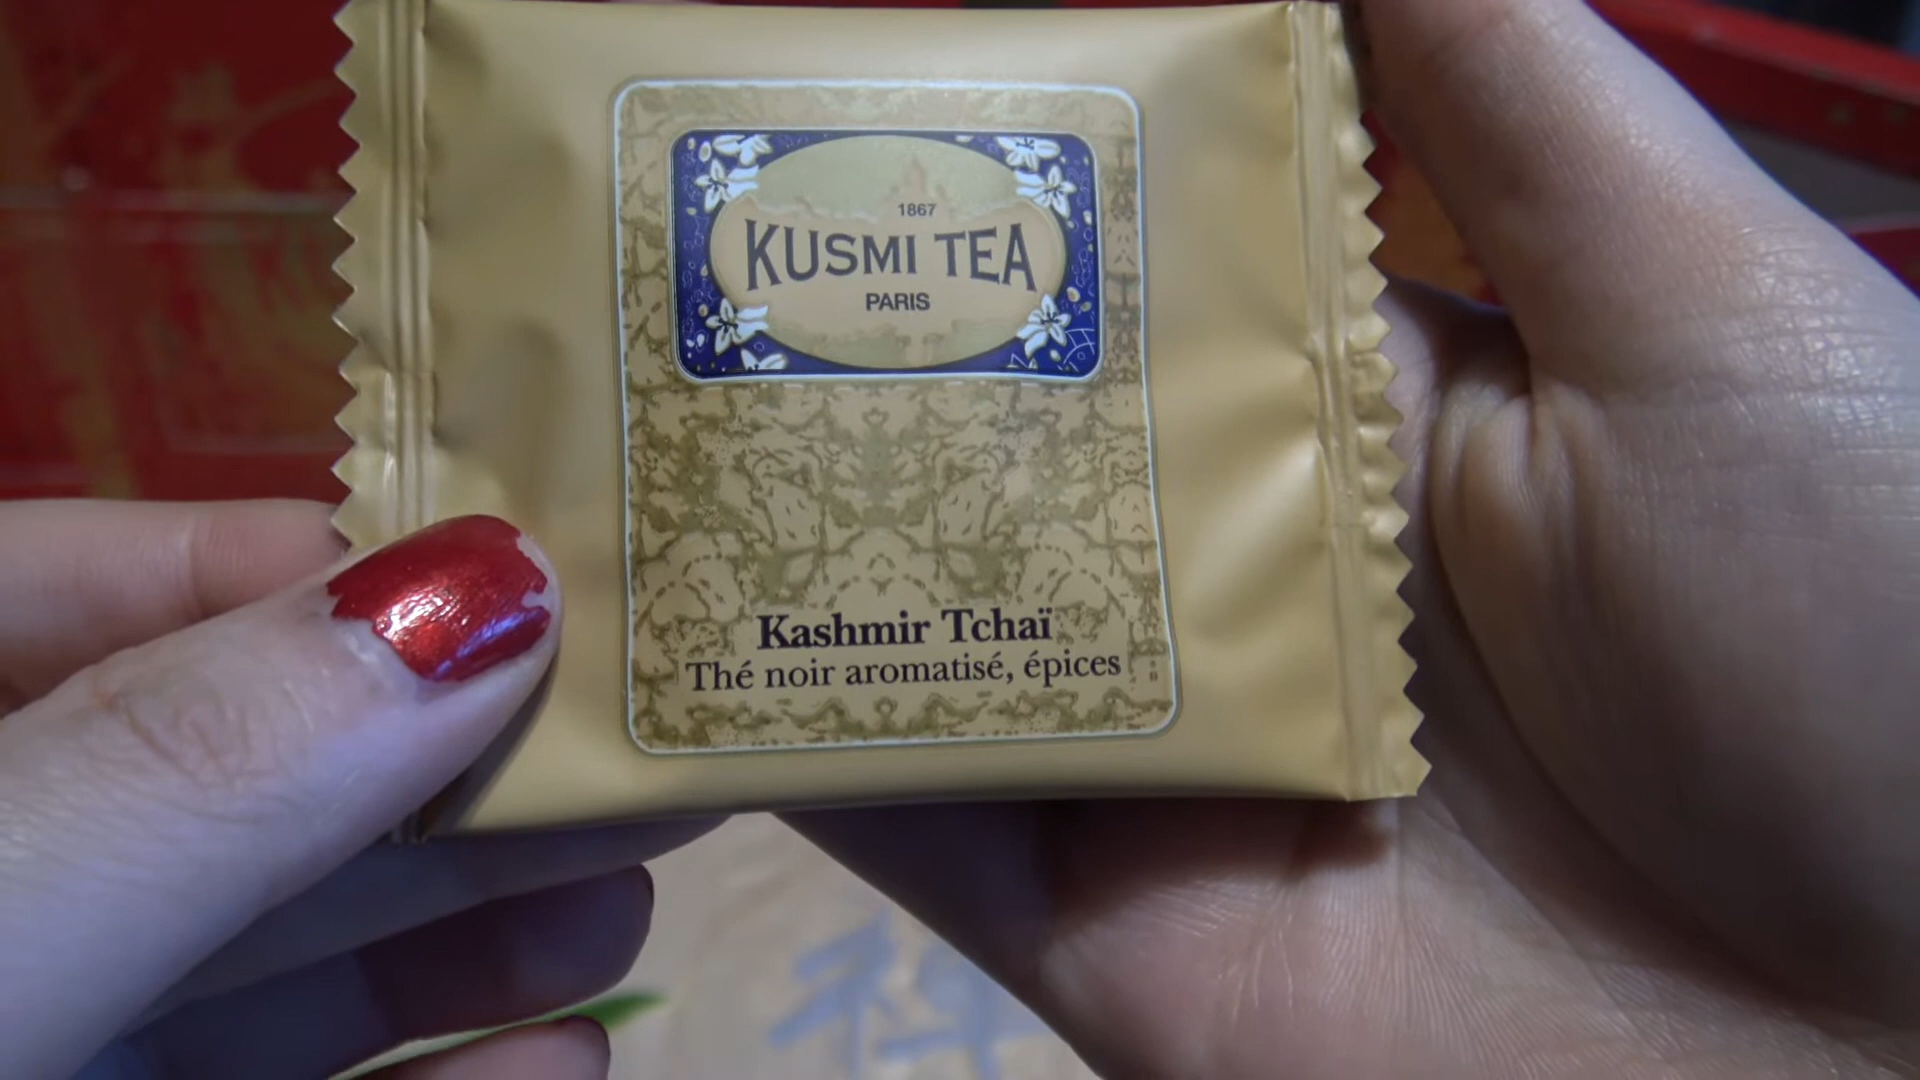 1867
KUSMI TEA
PARIS
Kashmir Tchaï
Thé noir aromatisé, épices